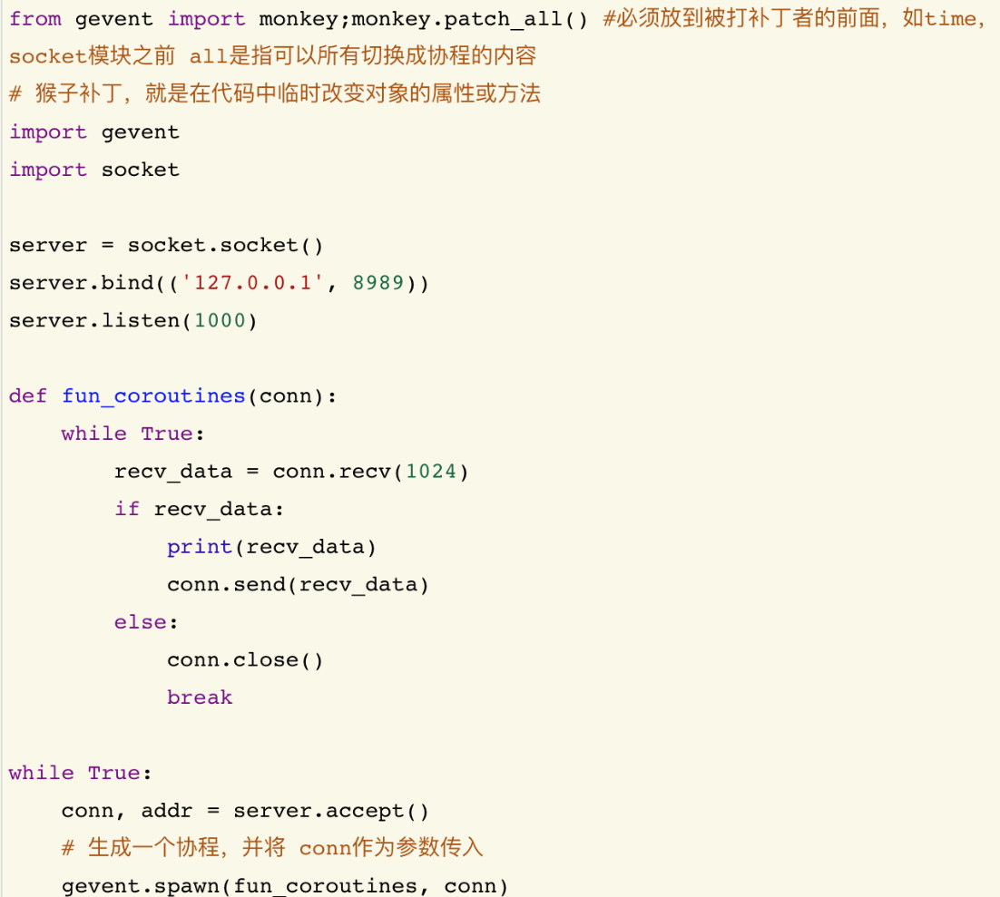 from gevent import monkey;monkey.patch_all() #必须放到被打补丁者的前面，如time，
socket模块之前 all是指可以所有切换成协程的内容
# 猴子补丁，就是在代码中临时改变对象的属性或方法
import gevent
import socket

server = socket.socket()
server.bind(('127.0.0.1', 8989))
server.listen(1000)

def fun_coroutines(conn):
    while True:
        recv_data = conn.recv(1024)
        if recv_data:
            print(recv_data)
            conn.send(recv_data)
        else:
            conn.close()
            break

while True:
    conn, addr = server.accept()
    # 生成一个协程，并将 conn作为参数传入
    gevent.spawn(fun_coroutines, conn)